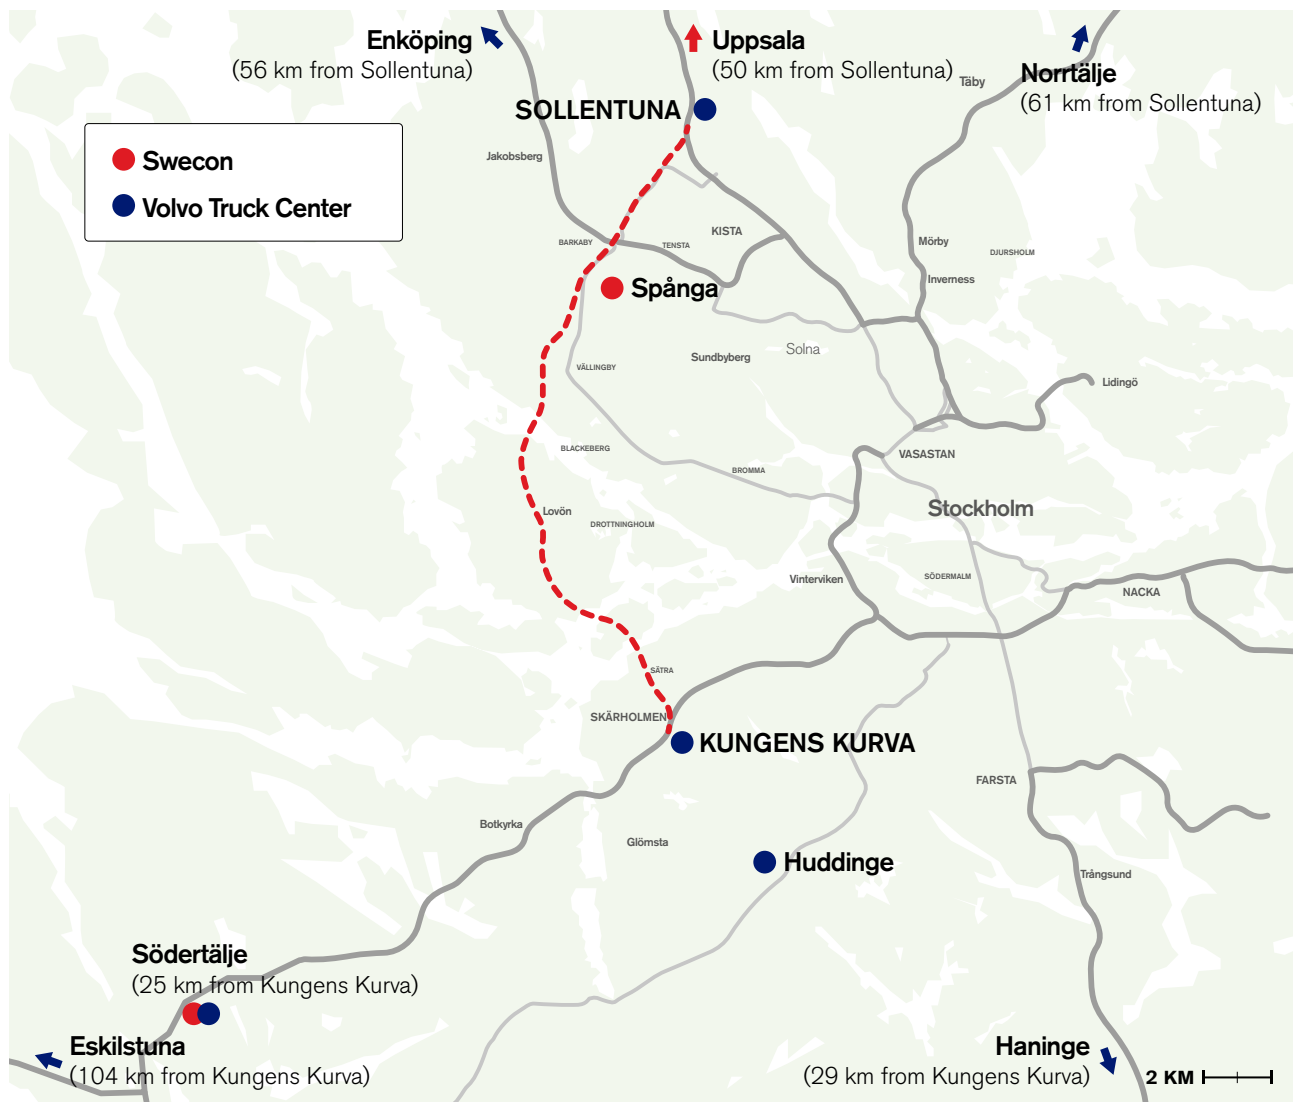 Enköping
(56 km from Sollentuna)
Uppsala
(50 km from Sollentuna)
Norrtälje
(61 km from Sollentuna)
Täby
SOLLENTUNA
Swecon
Volvo Truck Center
Jakobsberg
BARKABY
TENSTA
KISTA
Mörby
DJURSHOLM
Inverness
Spånga
Sundbyberg
Solna
VÄLLINGBY
Lidingö
BLACKEBERG
BROMMA
VASASTAN
Lovön
DROTTNINGHOLM
Stockholm
Vinterviken
SÖDERMALM
NACKA
SÄTRA
SKÄRHOLMEN
KUNGENS KURVA
FARSTA
Botkyrka
Glömsta
Huddinge
Trångsund
Södertälje
(25 km from Kungens Kurva)
Eskilstuna
(104 km from Kungens Kurva)
Haninge
(29 km from Kungens Kurva)
2 KM